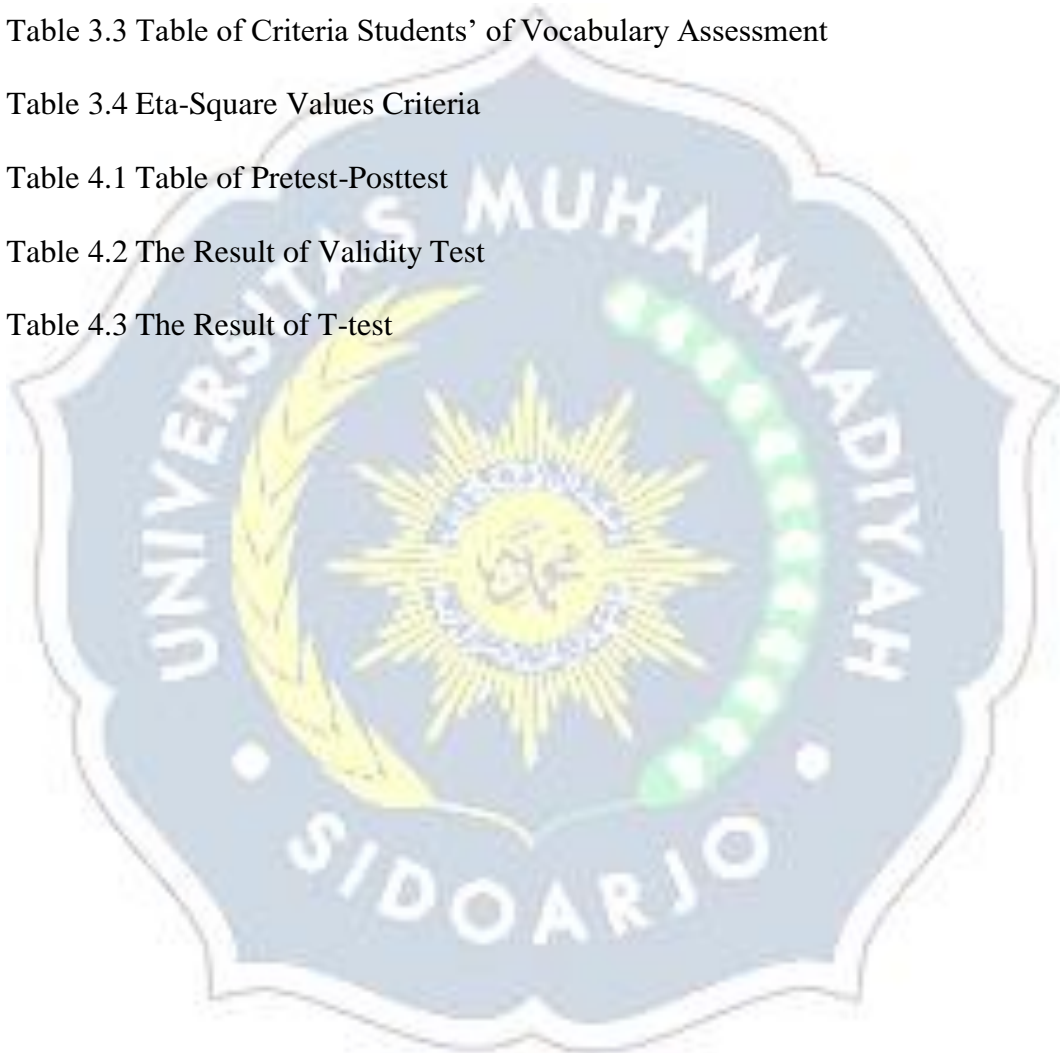 Table 3.3 Table of Criteria Students’ of Vocabulary Assessment
Table 3.4 Eta-Square Values Criteria
Table 4.1 Table of Pretest-Posttest
Table 4.2 The Result of Validity Test
Table 4.3 The Result of T-test
UNIVERSITAS MUHAMMADIYAH
SIDOARJO